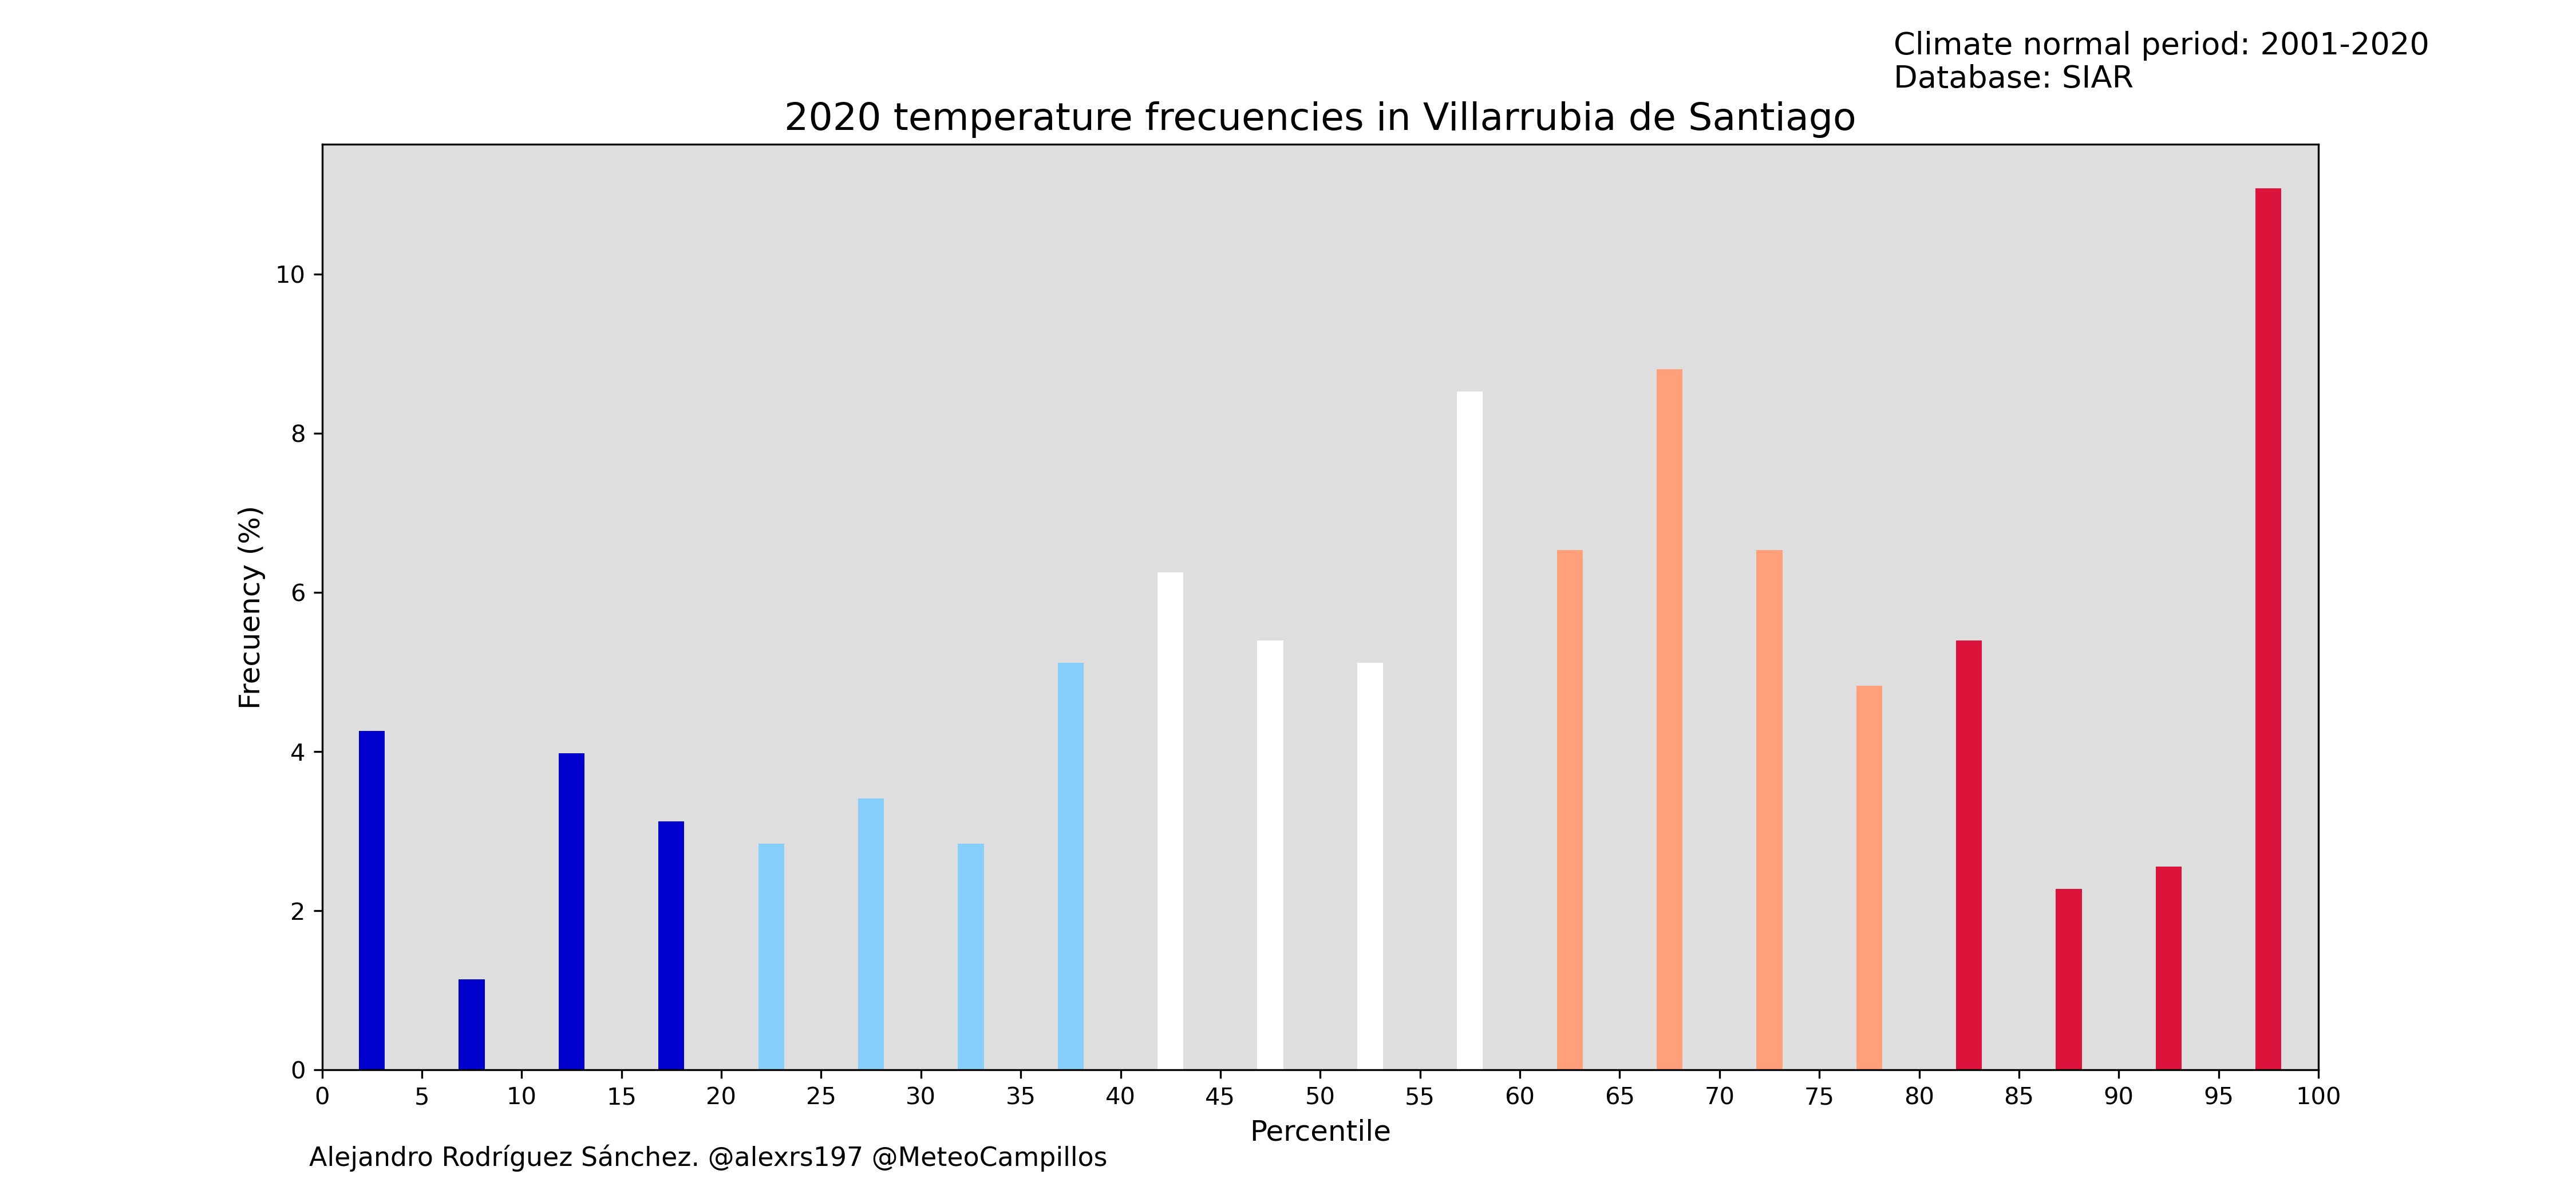 Climate normal period: 2001-2020
Database: SIAR
2020 temperature frecuencies in Villarrubia de Santiago
Frecuency (%)
10
8
6
4
2
0
0 5 10 15 20 25 30 35 40 45 50 55 60 65 70 75 80 85 90 95 100
Percentile
Alejandro Rodríguez Sánchez. @alexrs197 @MeteoCampillos